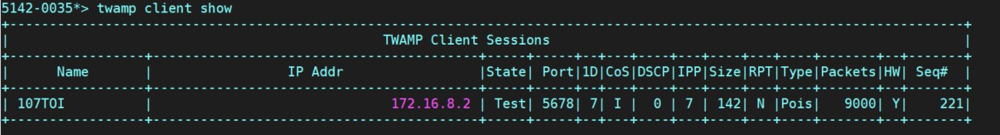 5142-0035*> twamp client show
+----------------------------------------------------------------------------------------------------------------------+
| TWAMP Client Sessions |
+-----------------+----------------------------------------+-----+-----+--+---+----+---+----+---+----+-------+--+-------+
| Name | IP Addr |State| Port|1D|CoS|DSCP|IPP|Size|RPT|Type|Packets|HW| Seq# |
+-----------------+----------------------------------------+-----+-----+--+---+----+---+----+---+----+-------+--+-------+
| 107TOI | 172.16.8.2 | Test| 5678| 7| I | 0 | 7 | 142| N |Pois| 9000| Y| 221|
+-----------------+----------------------------------------+-----+-----+--+---+----+---+----+---+----+-------+--+-------+